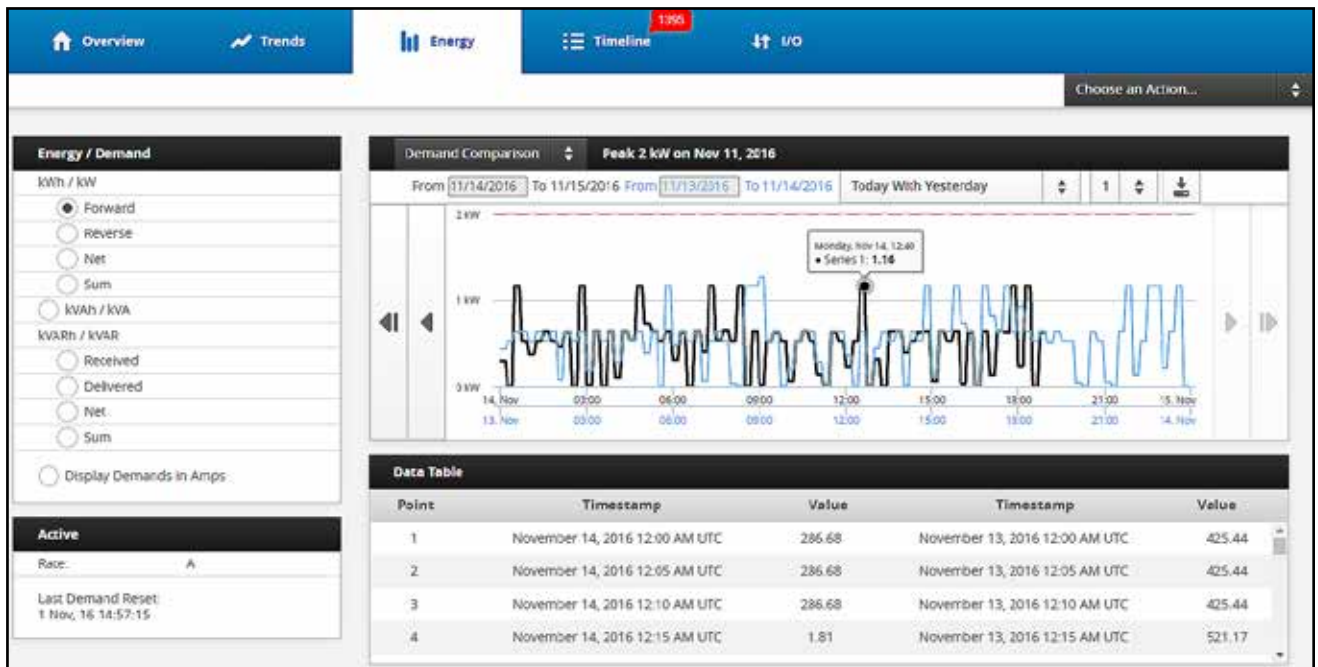 1395
Overview Trends Energy Timeline I/O
Choose an Action...
Energy / Demand
kWh / kW
Forward
Reverse
Net
Sum
kVAh / kVA
kVARh / kVAR
Received
Delivered
Net
Sum
Display Demands in Amps
Active
Rate: A
Last Demand Reset:
1 Nov, 16 14:57:15
Demand Comparison Peak 2 kW on Nov 11, 2016
From 11/14/2016 To 11/15/2016 From 11/13/2016 To 11/14/2016 Today With Yesterday 1
2 kW
Monday, Nov 14, 12:40
• Series 1: 1.16
1 kW
0 kW
14. Nov 03:00 06:00 09:00 12:00 15:00 18:00 21:00 15. Nov
13. Nov 03:00 06:00 09:00 12:00 15:00 18:00 21:00 14. Nov
Data Table
Point Timestamp Value Timestamp Value
1 November 14, 2016 12:00 AM UTC 286.68 November 13, 2016 12:00 AM UTC 425.44
2 November 14, 2016 12:05 AM UTC 286.68 November 13, 2016 12:05 AM UTC 425.44
3 November 14, 2016 12:10 AM UTC 286.68 November 13, 2016 12:10 AM UTC 425.44
4 November 14, 2016 12:15 AM UTC 1.81 November 13, 2016 12:15 AM UTC 521.17